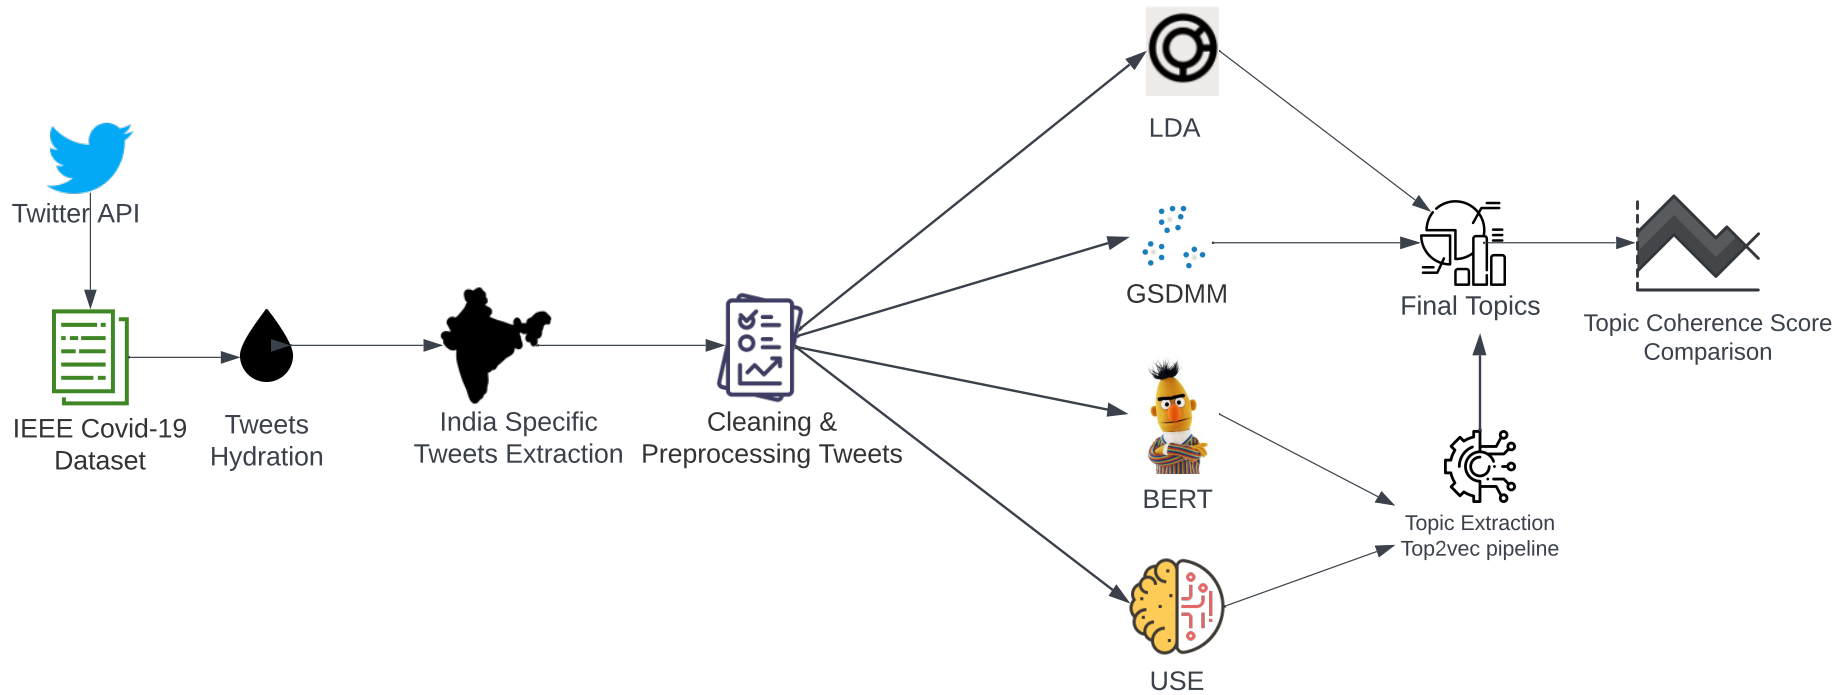 Twitter API
IEEE Covid-19
Dataset
Tweets
Hydration
India Specific
Tweets Extraction
Cleaning &
Preprocessing Tweets
LDA
GSDMM
BERT
USE
Final Topics
Topic Extraction
Top2vec pipeline
Topic Coherence Score
Comparison